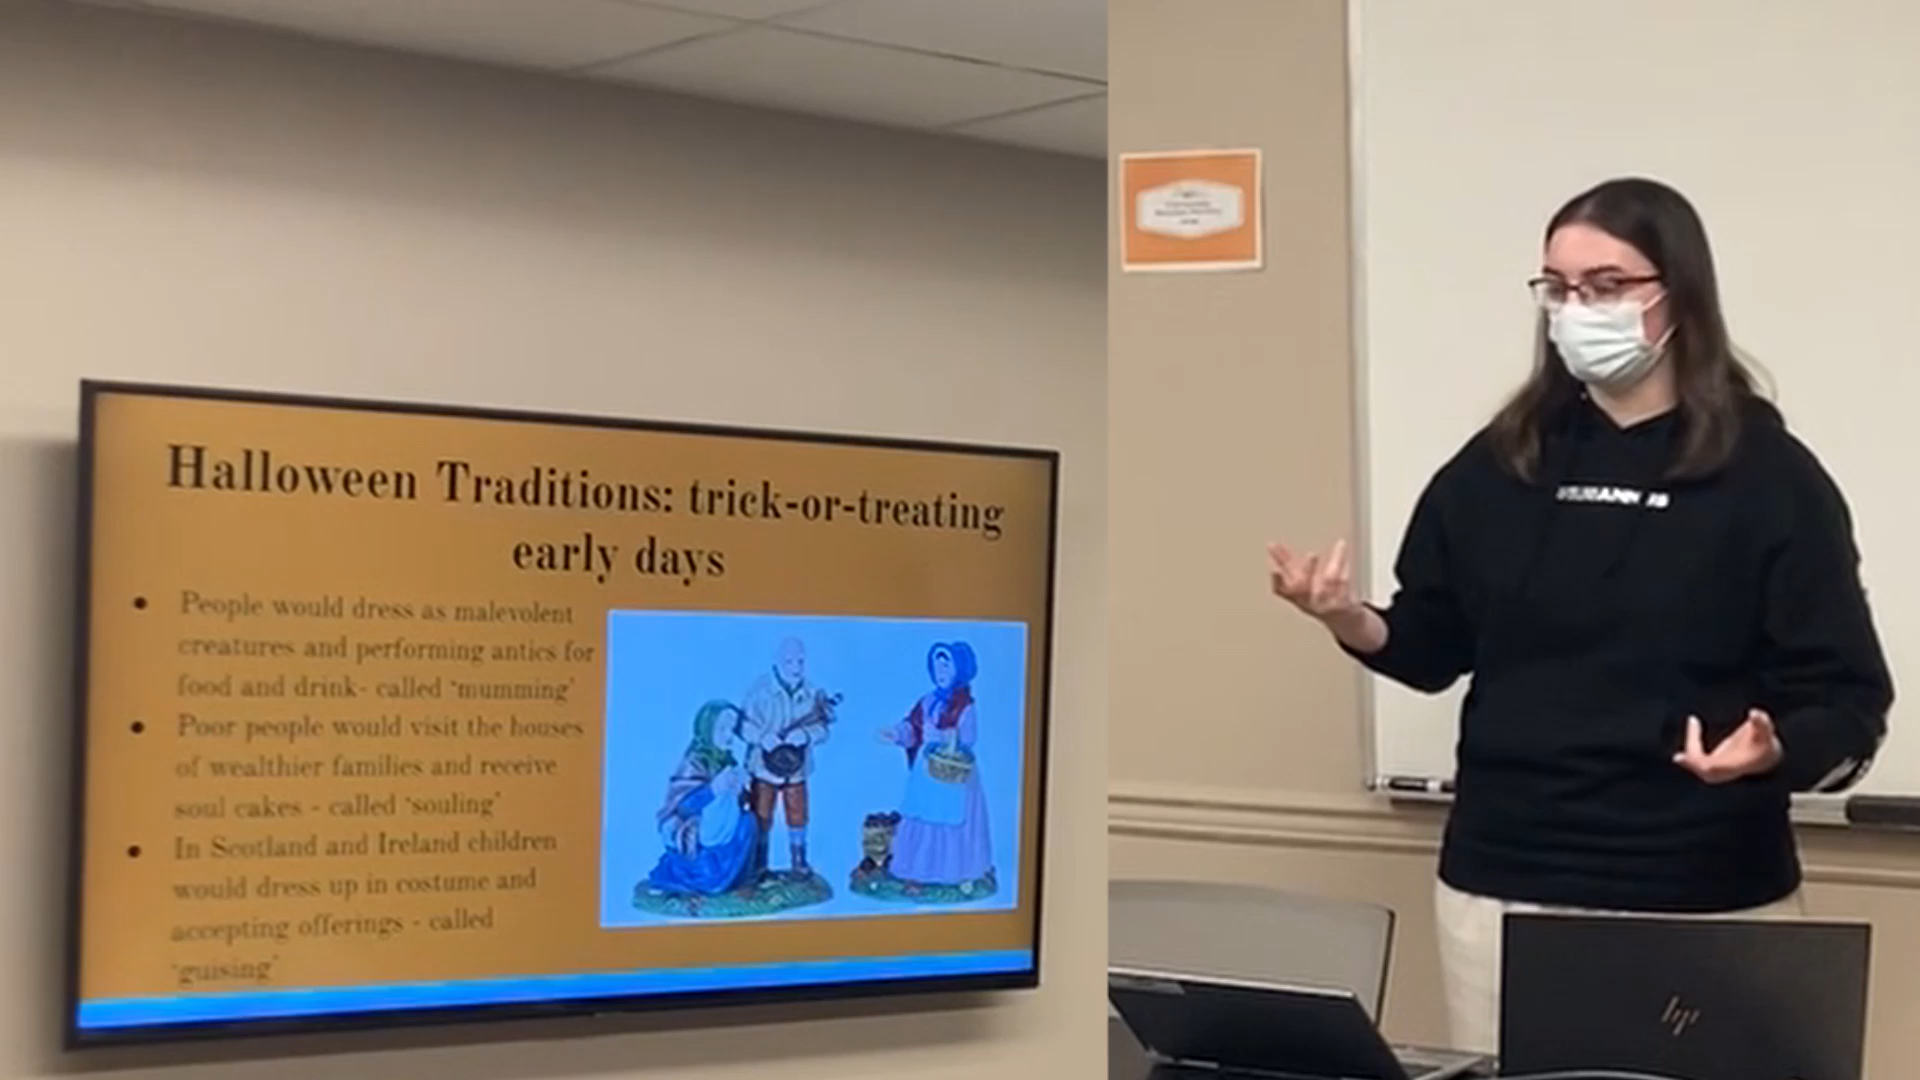 Halloween Traditions: trick-or-treating
early days
• People would dress as malevolent
creatures and performing antics for
food and drink- called ‘mumming’
• Poor people would visit the houses
of wealthier families and receive
soul cakes - called ‘souling’
• In Scotland and Ireland children
would dress up in costume and
accepting offerings - called
‘guising’
hp